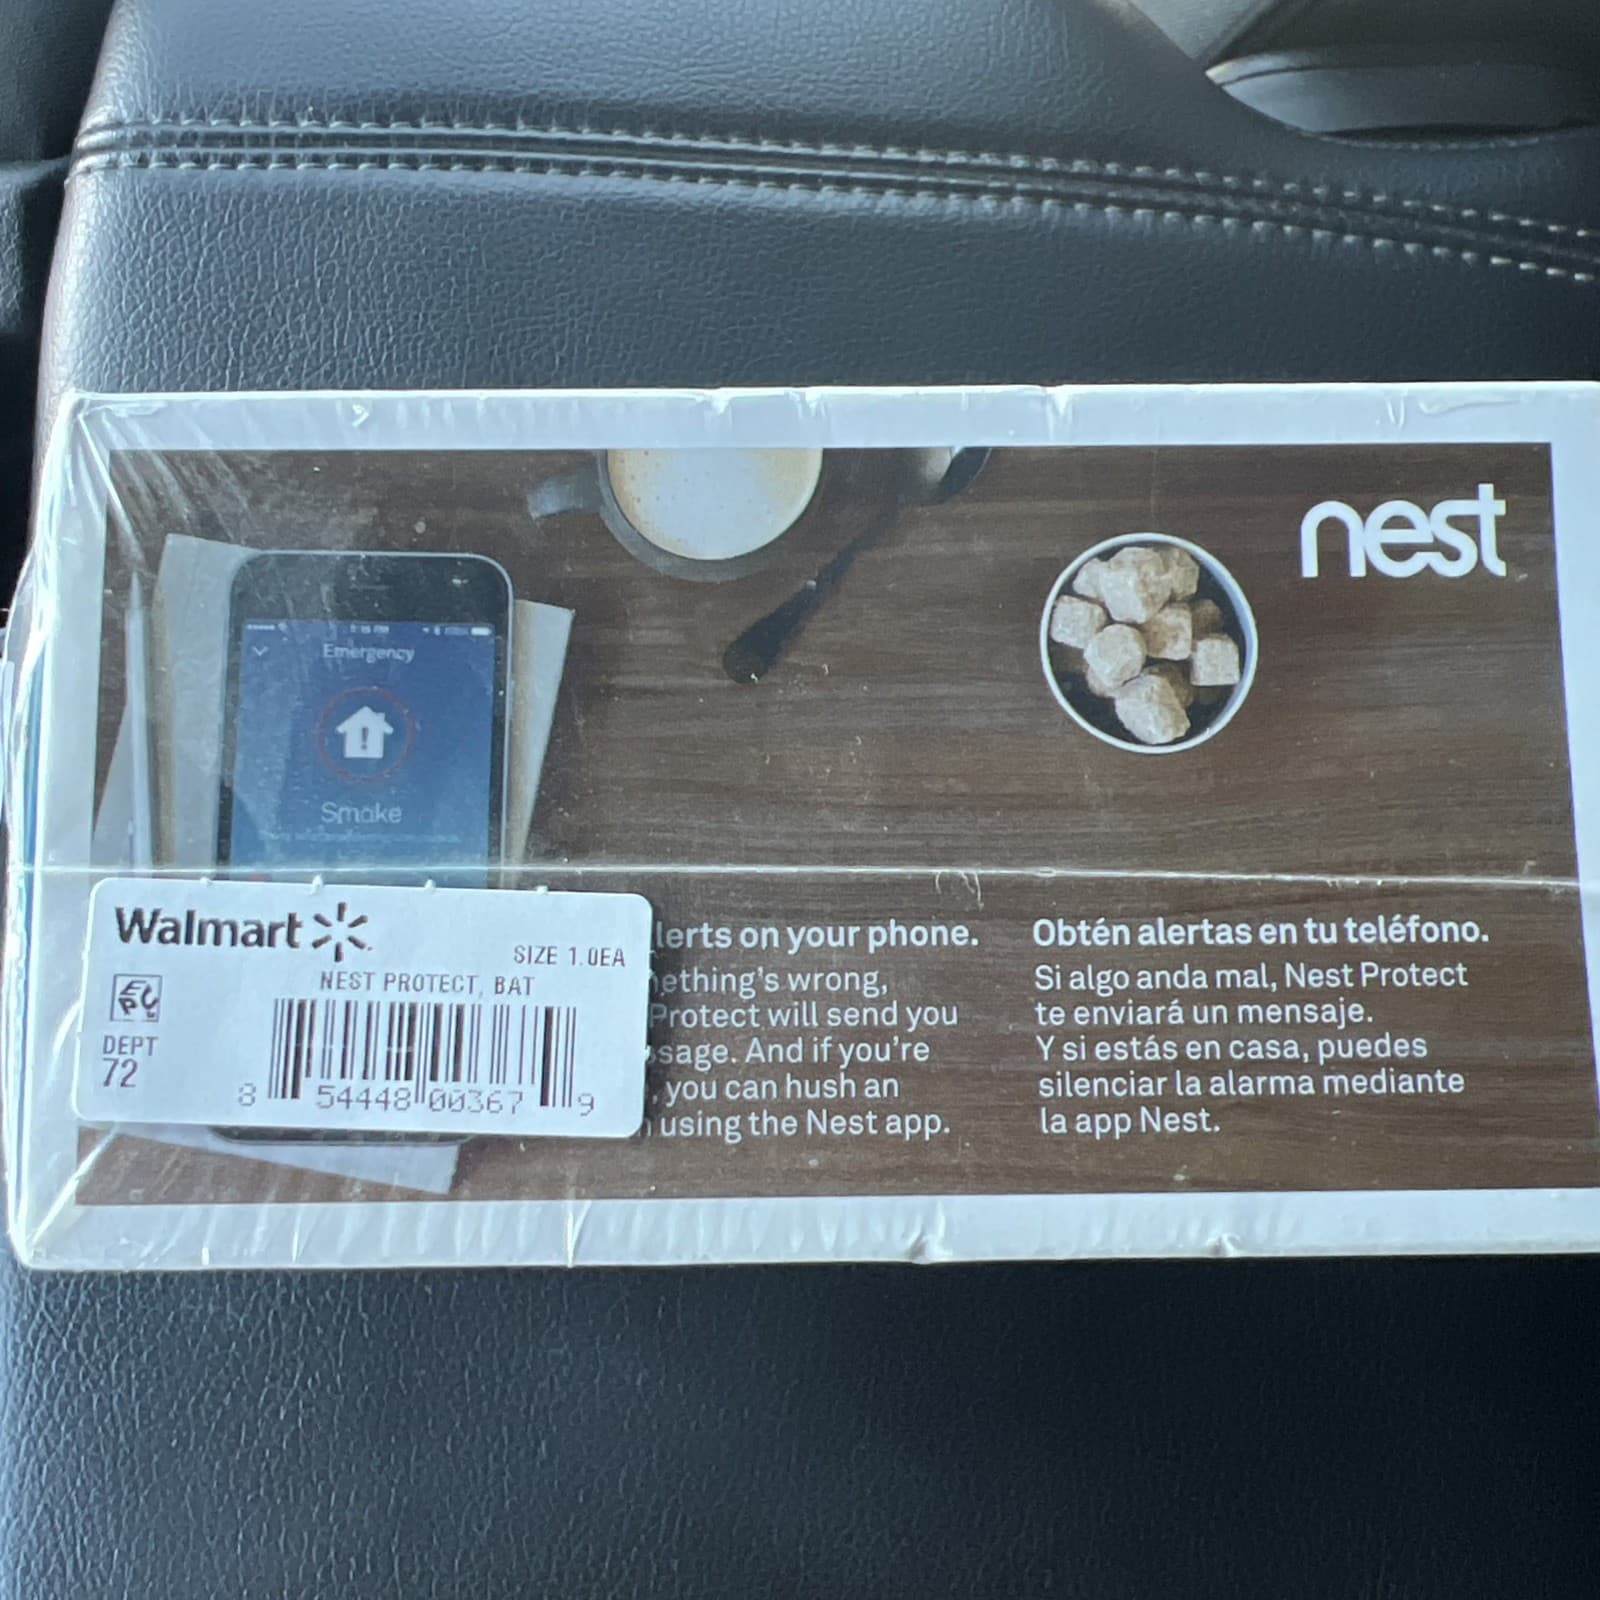 nest
Emergency
Smoke
Walmart
SIZE 1.0EA
NEST PROTECT, BAT
EPC
DEPT
72
8 54448 00367 9
lerts on your phone.
nething's wrong,
Protect will send you
ssage. And if you're
, you can hush an
using the Nest app.
Obtén alertas en tu teléfono.
Si algo anda mal, Nest Protect
te enviará un mensaje.
Y si estás en casa, puedes
silenciar la alarma mediante
la app Nest.